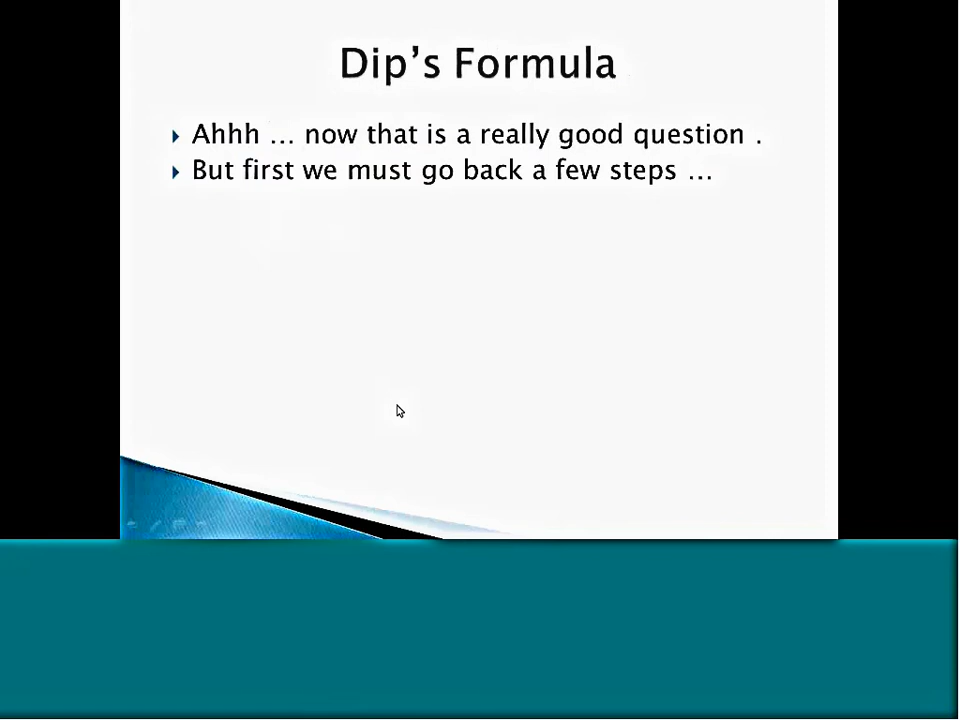 Dip’s Formula
Ahhh … now that is a really good question .
But first we must go back a few steps …